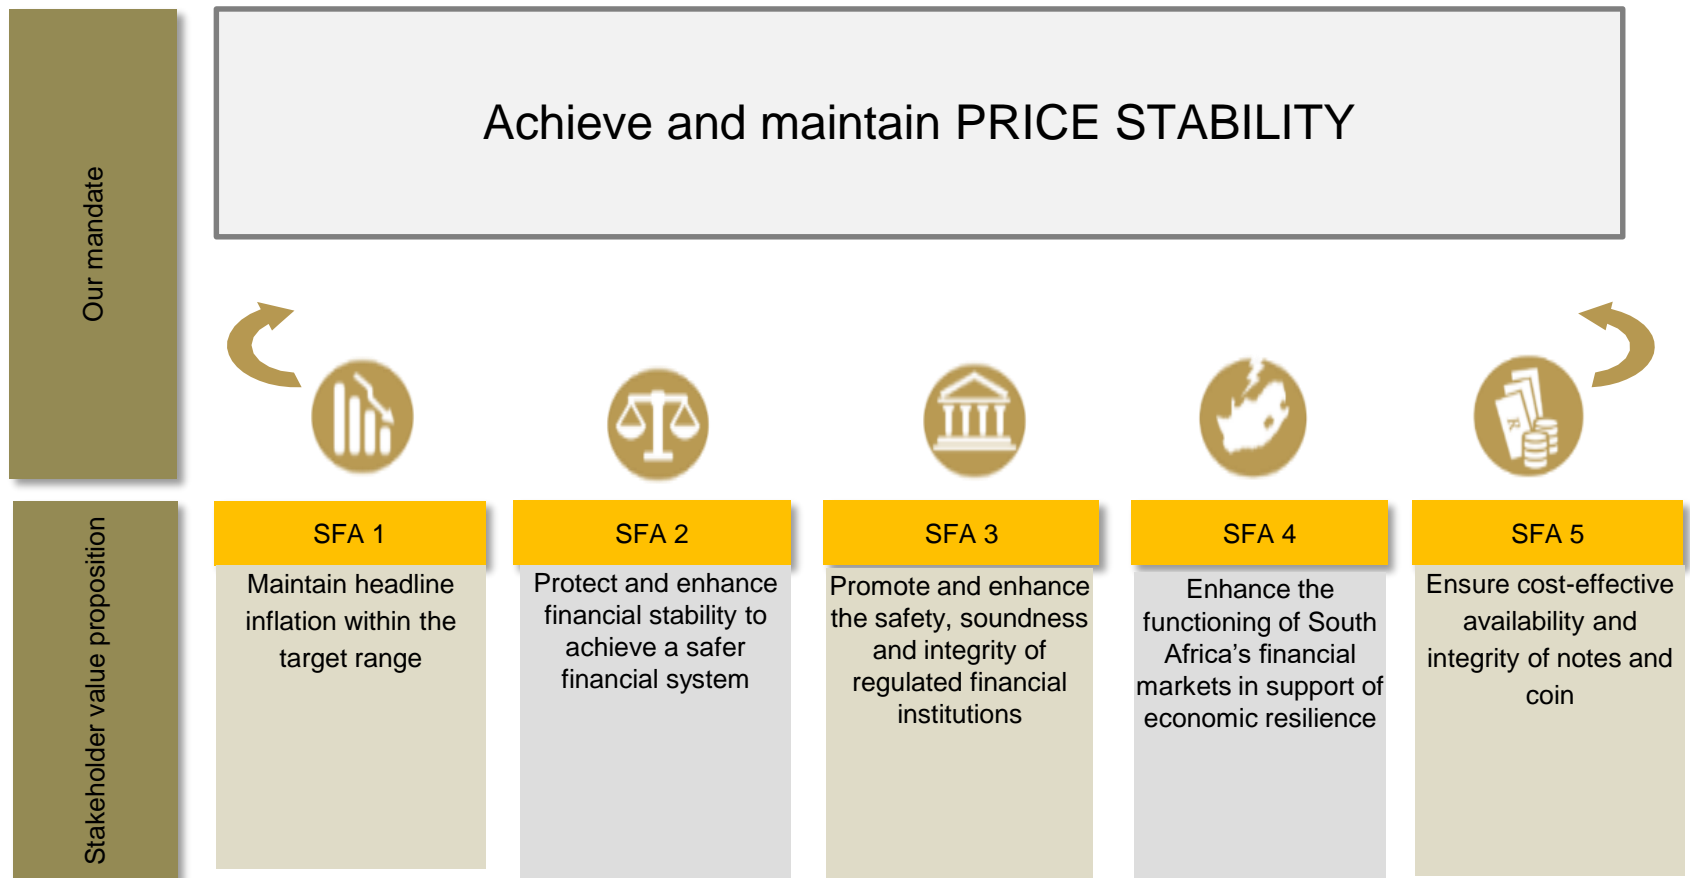 Our mandate
Achieve and maintain PRICE STABILITY
R
Stakeholder value proposition
SFA 1
Maintain headline
inflation within the
target range
SFA 2
Protect and enhance
financial stability to
achieve a safer
financial system
SFA 3
Promote and enhance
the safety, soundness
and integrity of
regulated financial
institutions
SFA 4
Enhance the
functioning of South
Africa’s financial
markets in support of
economic resilience
SFA 5
Ensure cost-effective
availability and
integrity of notes and
coin